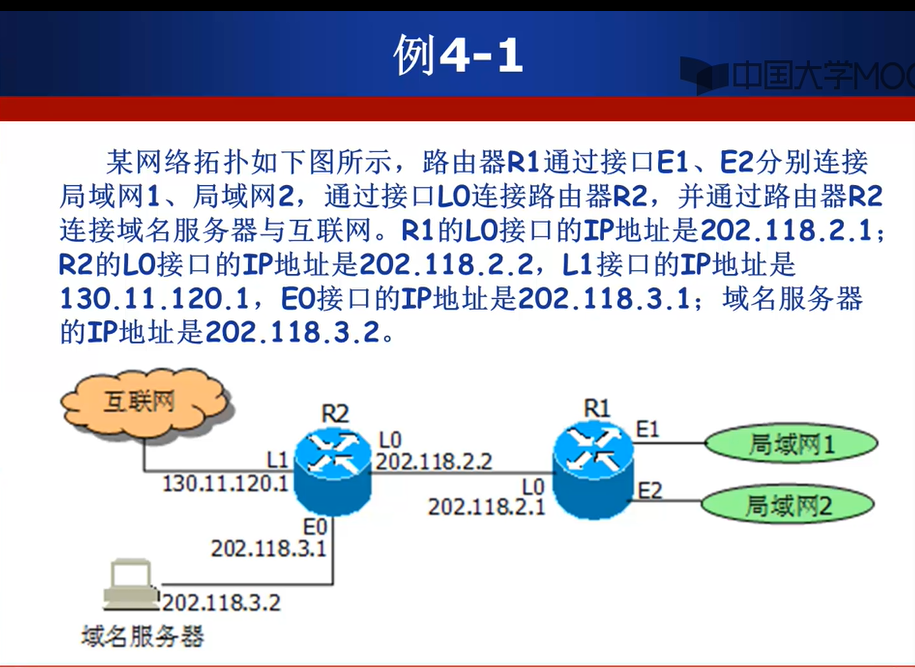 例4-1
中国大学MOO
某网络拓扑如下图所示，路由器R1通过接口E1、E2分别连接
局域网1、局域网2，通过接口L0连接路由器R2，并通过路由器R2
连接域名服务器与互联网。R1的L0接口的IP地址是202.118.2.1；
R2的L0接口的IP地址是202.118.2.2，L1接口的IP地址是
130.11.120.1，E0接口的IP地址是202.118.3.1；域名服务器
的IP地址是202.118.3.2。
互联网
R2
R1
L0
E1
局域网1
L1
202.118.2.2
130.11.120.1
L0
E2
202.118.2.1
局域网2
E0
202.118.3.1
202.118.3.2
域名服务器